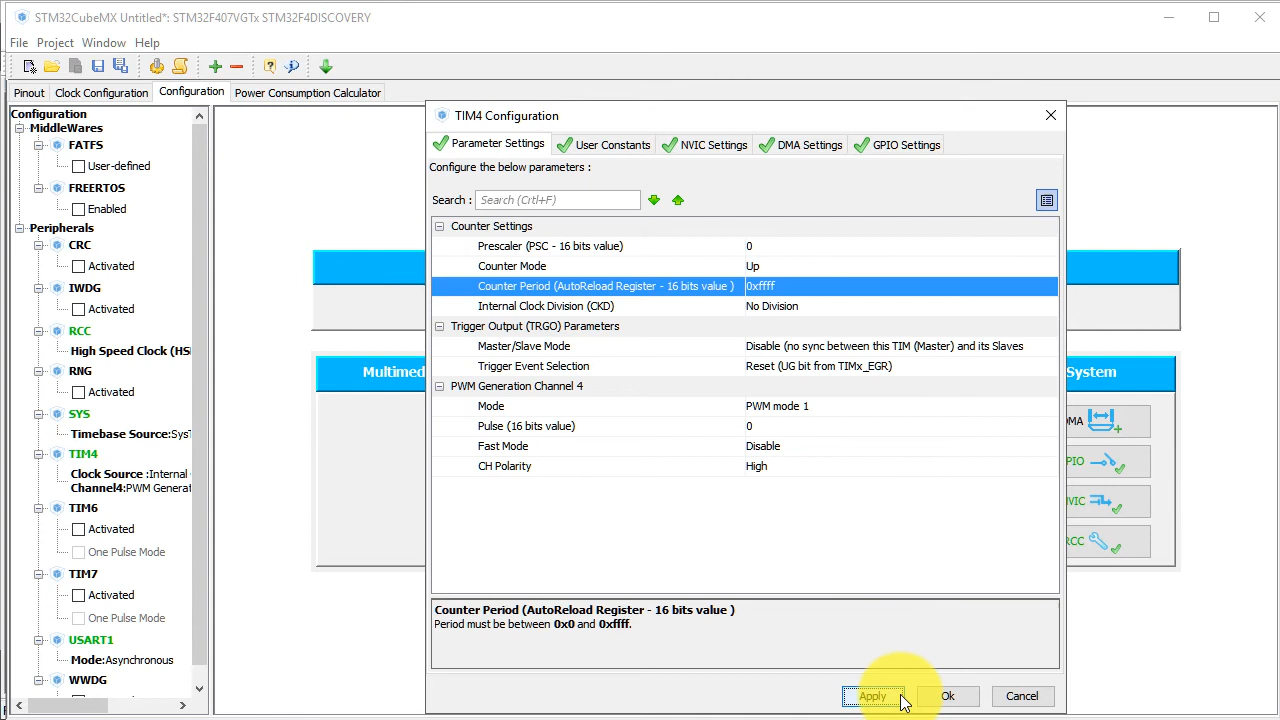 STM32CubeMX Untitled*: STM32F407VGTx STM32F4DISCOVERY
File Project Window Help
Pinout Clock Configuration Configuration Power Consumption Calculator
Configuration
MiddleWares
FATFS
User-defined
FREERTOS
Enabled
Peripherals
CRC
Activated
IWDG
Activated
RCC
High Speed Clock (HSE
RNG
Activated
SYS
Timebase Source:SysT
TIM4
Clock Source :Internal
Channel4:PWM Generat
TIM6
Activated
One Pulse Mode
TIM7
Activated
One Pulse Mode
USART1
Mode:Asynchronous
WWDG
Multimed
TIM4 Configuration
Parameter Settings User Constants NVIC Settings DMA Settings GPIO Settings
Configure the below parameters :
Search : Search (Crtl+F)
Counter Settings
Prescaler (PSC - 16 bits value) 0
Counter Mode Up
Counter Period (AutoReload Register - 16 bits value ) 0xffff
Internal Clock Division (CKD) No Division
Trigger Output (TRGO) Parameters
Master/Slave Mode Disable (no sync between this TIM (Master) and its Slaves
Trigger Event Selection Reset (UG bit from TIMx_EGR)
PWM Generation Channel 4
Mode PWM mode 1
Pulse (16 bits value) 0
Fast Mode Disable
CH Polarity High
Counter Period (AutoReload Register - 16 bits value )
Period must be between 0x0 and 0xffff.
Apply Ok Cancel
System
DMA
GPIO
NVIC
RCC